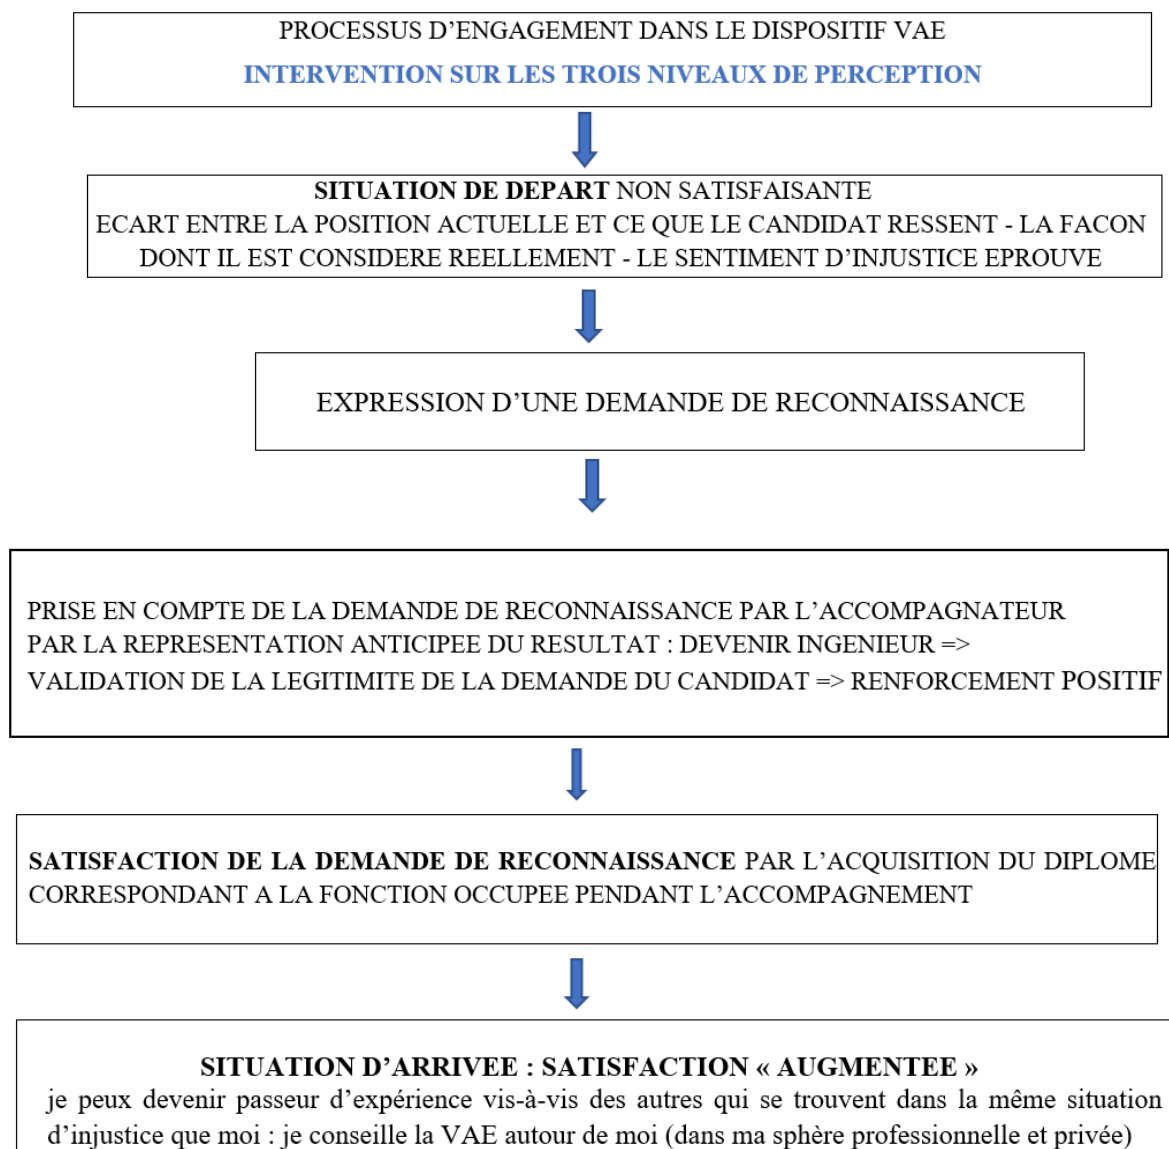 PROCESSUS D’ENGAGEMENT DANS LE DISPOSITIF VAE
INTERVENTION SUR LES TROIS NIVEAUX DE PERCEPTION
SITUATION DE DEPART NON SATISFAISANTE
ECART ENTRE LA POSITION ACTUELLE ET CE QUE LE CANDIDAT RESSENT - LA FACON
DONT IL EST CONSIDERE REELLEMENT - LE SENTIMENT D’INJUSTICE EPROUVE
EXPRESSION D’UNE DEMANDE DE RECONNAISSANCE
PRISE EN COMPTE DE LA DEMANDE DE RECONNAISSANCE PAR L’ACCOMPAGNATEUR
PAR LA REPRESENTATION ANTICIPEE DU RESULTAT : DEVENIR INGENIEUR =>
VALIDATION DE LA LEGITIMITE DE LA DEMANDE DU CANDIDAT => RENFORCEMENT POSITIF
SATISFACTION DE LA DEMANDE DE RECONNAISSANCE PAR L’ACQUISITION DU DIPLOME
CORRESPONDANT A LA FONCTION OCCUPEE PENDANT L’ACCOMPAGNEMENT
SITUATION D’ARRIVEE : SATISFACTION « AUGMENTEE »
je peux devenir passeur d’expérience vis-à-vis des autres qui se trouvent dans la même situation
d’injustice que moi : je conseille la VAE autour de moi (dans ma sphère professionnelle et privée)